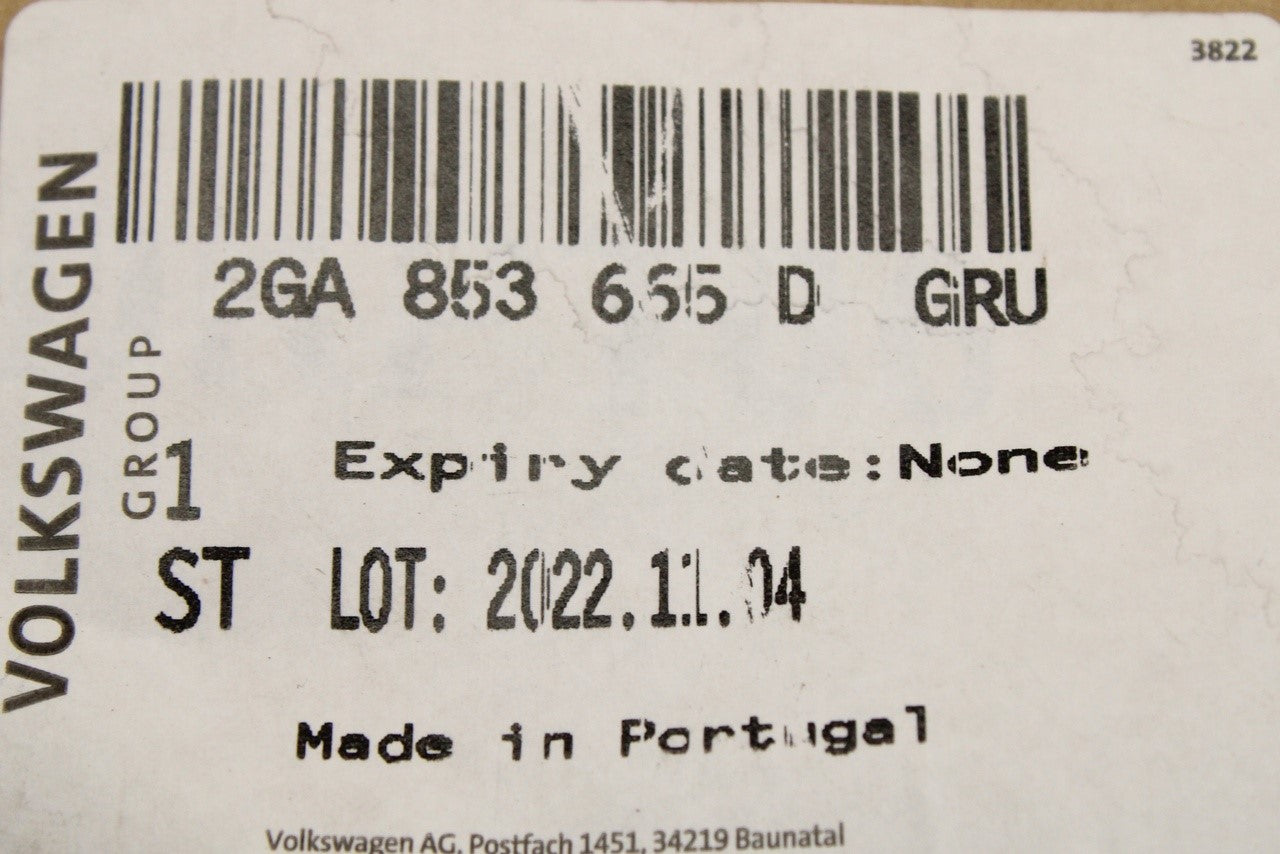 3822
VOLKSWAGEN
GROUP
2GA 853 665 D GRU
1 Expiry date:None
ST LOT: 2022.11.04
Made in Portugal
Volkswagen AG, Postfach 1451, 34219 Baunatal